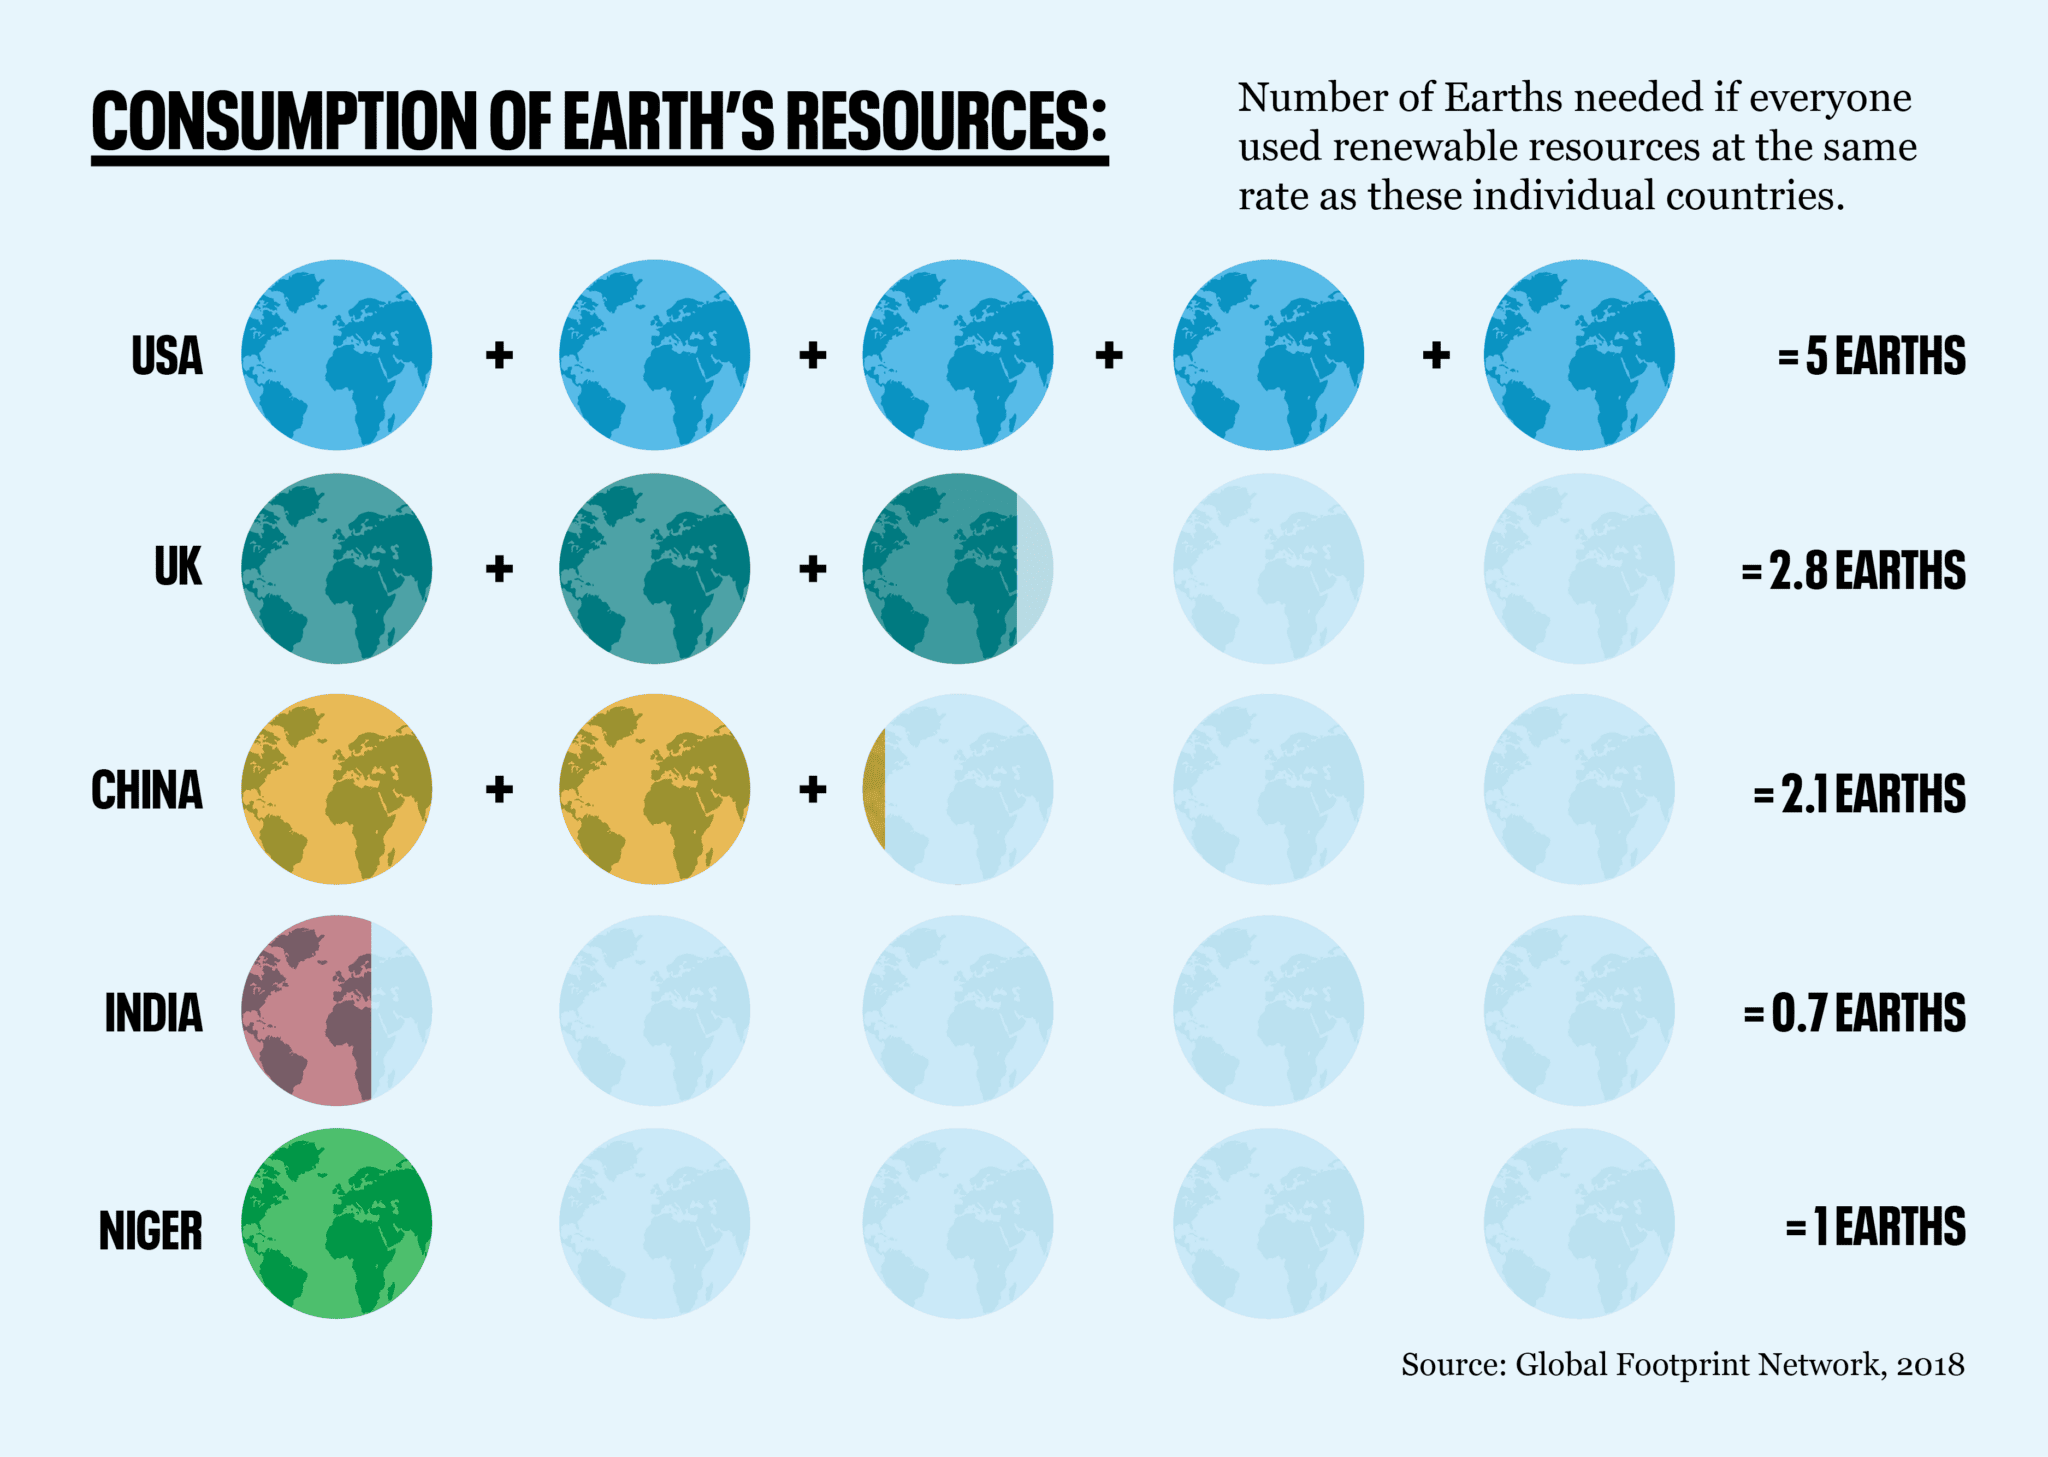 CONSUMPTION OF EARTH'S RESOURCES:
Number of Earths needed if everyone
used renewable resources at the same
rate as these individual countries.
USA + + + + = 5 EARTHS
UK + + = 2.8 EARTHS
CHINA + + = 2.1 EARTHS
INDIA = 0.7 EARTHS
NIGER = 1 EARTHS
Source: Global Footprint Network, 2018